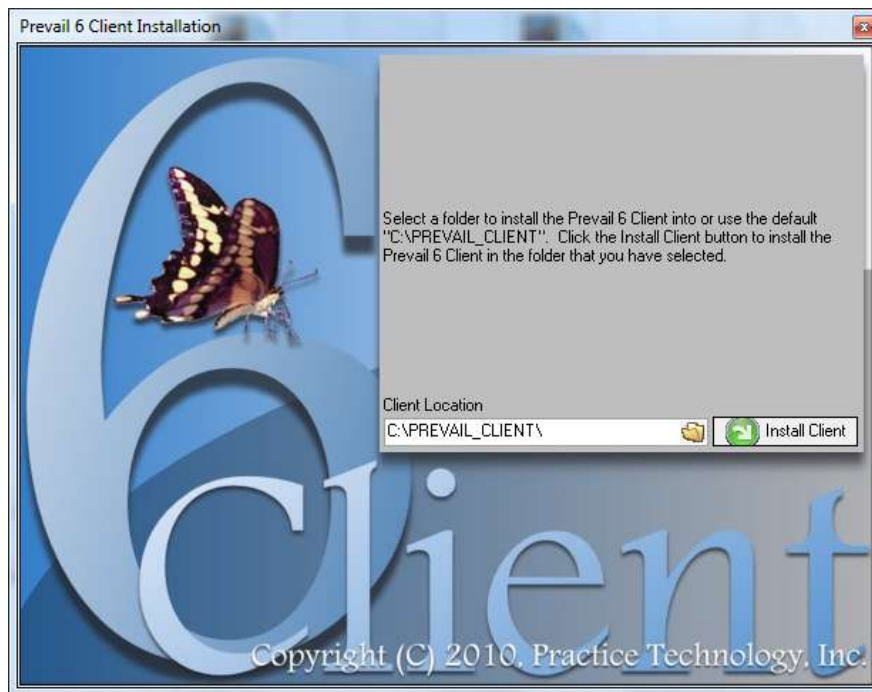 Prevail 6 Client Installation
6
Select a folder to install the Prevail 6 Client into or use the default
"C:\PREVAIL_CLIENT".  Click the Install Client button to install the
Prevail 6 Client in the folder that you have selected.
Client Location
C:\PREVAIL_CLIENT\
Install Client
Client
Copyright (C) 2010, Practice Technology, Inc.